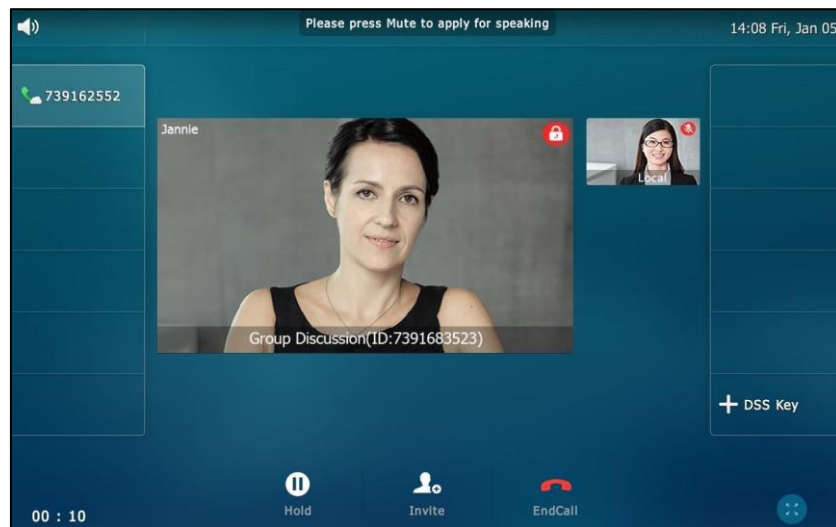 Please press Mute to apply for speaking
14:08 Fri, Jan 05
739162552
Jannie
Local
Group Discussion(ID:7391683523)
DSS Key
Hold
Invite
EndCall
00 : 10